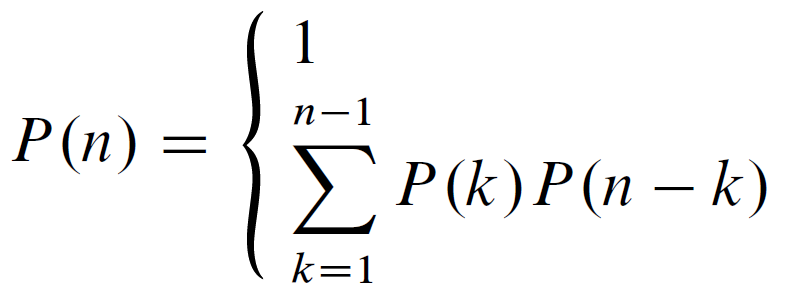 P(n) = { 1
n−1
∑ P(k)P(n − k)
k=1